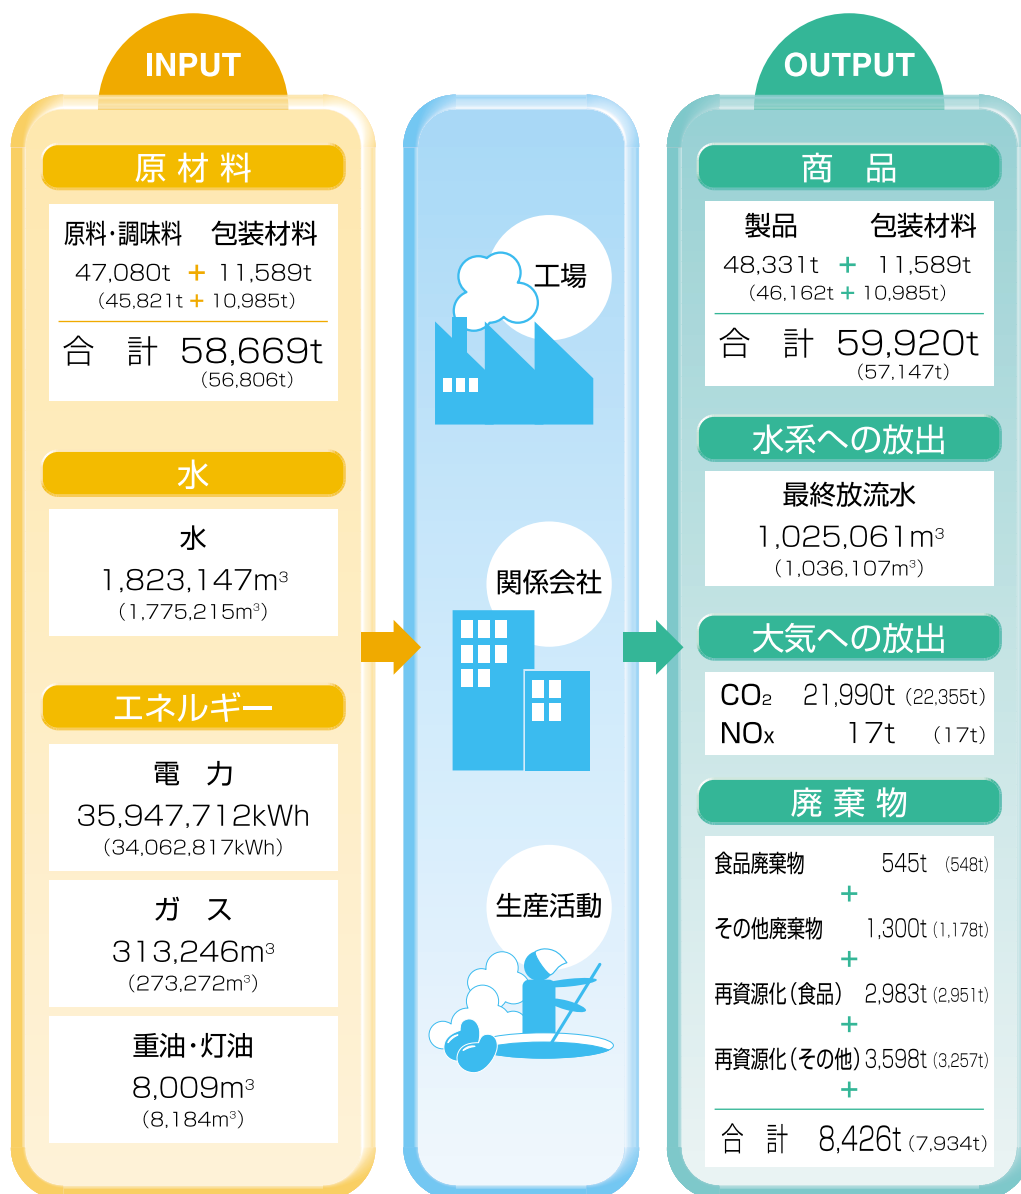 INPUT
原材料
原料・調味料 包装材料
47,080t + 11,589t
(45,821t + 10,985t)
合 計 58,669t
(56,806t)
水
水
1,823,147m³
(1,775,215m³)
エネルギー
電 力
35,947,712kWh
(34,062,817kWh)
ガ ス
313,246m³
(273,272m³)
重油・灯油
8,009m³
(8,184m³)
工場
関係会社
生産活動
OUTPUT
商 品
製品 包装材料
48,331t + 11,589t
(46,162t + 10,985t)
合 計 59,920t
(57,147t)
水系への放出
最終放流水
1,025,061m³
(1,036,107m³)
大気への放出
CO₂ 21,990t (22,355t)
NOx 17t (17t)
廃棄物
食品廃棄物 545t (548t)
+
その他廃棄物 1,300t (1,178t)
+
再資源化(食品) 2,983t (2,951t)
+
再資源化(その他) 3,598t (3,257t)
+
合 計 8,426t (7,934t)